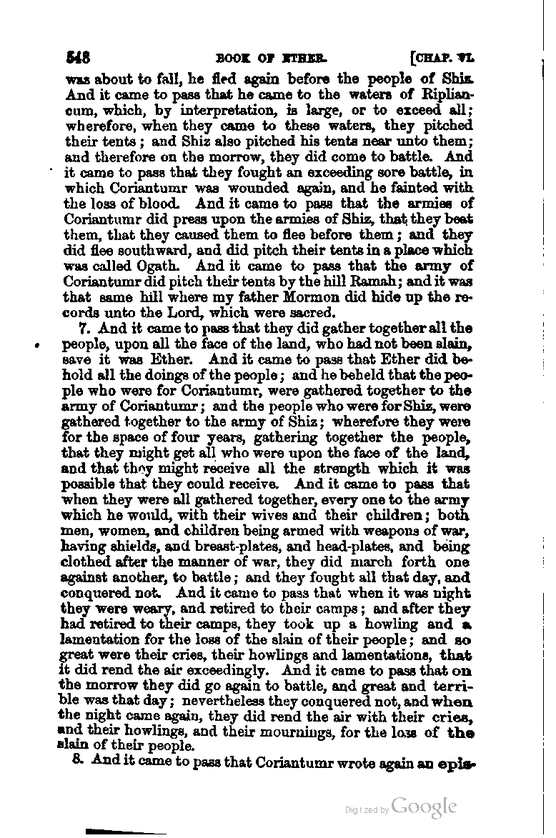 548 BOOK OF ETHER. [CHAP. VI.
was about to fall, he fled again before the people of Shiz.
And it came to pass that he came to the waters of Riplian-
cum, which, by interpretation, is large, or to exceed all;
wherefore, when they came to these waters, they pitched
their tents; and Shiz also pitched his tents near unto them;
and therefore on the morrow, they did come to battle. And
it came to pass that they fought an exceeding sore battle, in
which Coriantumr was wounded again, and he fainted with
the loss of blood. And it came to pass that the armies of
Coriantumr did press upon the armies of Shiz, that they beat
them, that they caused them to flee before them; and they
did flee southward, and did pitch their tents in a place which
was called Ogath. And it came to pass that the army of
Coriantumr did pitch their tents by the hill Ramah; and it was
that same hill where my father Mormon did hide up the re-
cords unto the Lord, which were sacred.
7. And it came to pass that they did gather together all the
people, upon all the face of the land, who had not been slain,
save it was Ether. And it came to pass that Ether did be-
hold all the doings of the people; and he beheld that the peo-
ple who were for Coriantumr, were gathered together to the
army of Coriantumr; and the people who were for Shiz, were
gathered together to the army of Shiz; wherefore they were
for the space of four years, gathering together the people,
that they might get all who were upon the face of the land,
and that they might receive all the strength which it was
possible that they could receive. And it came to pass that
when they were all gathered together, every one to the army
which he would, with their wives and their children; both
men, women, and children being armed with weapons of war,
having shields, and breast-plates, and head-plates, and being
clothed after the manner of war, they did march forth one
against another, to battle; and they fought all that day, and
conquered not. And it came to pass that when it was night
they were weary, and retired to their camps; and after they
had retired to their camps, they took up a howling and a
lamentation for the loss of the slain of their people; and so
great were their cries, their howlings and lamentations, that
it did rend the air exceedingly. And it came to pass that on
the morrow they did go again to battle, and great and terri-
ble was that day; nevertheless they conquered not, and when
the night came again, they did rend the air with their cries,
and their howlings, and their mournings, for the loss of the
slain of their people.
8. And it came to pass that Coriantumr wrote again an epis-
Digitized by Google